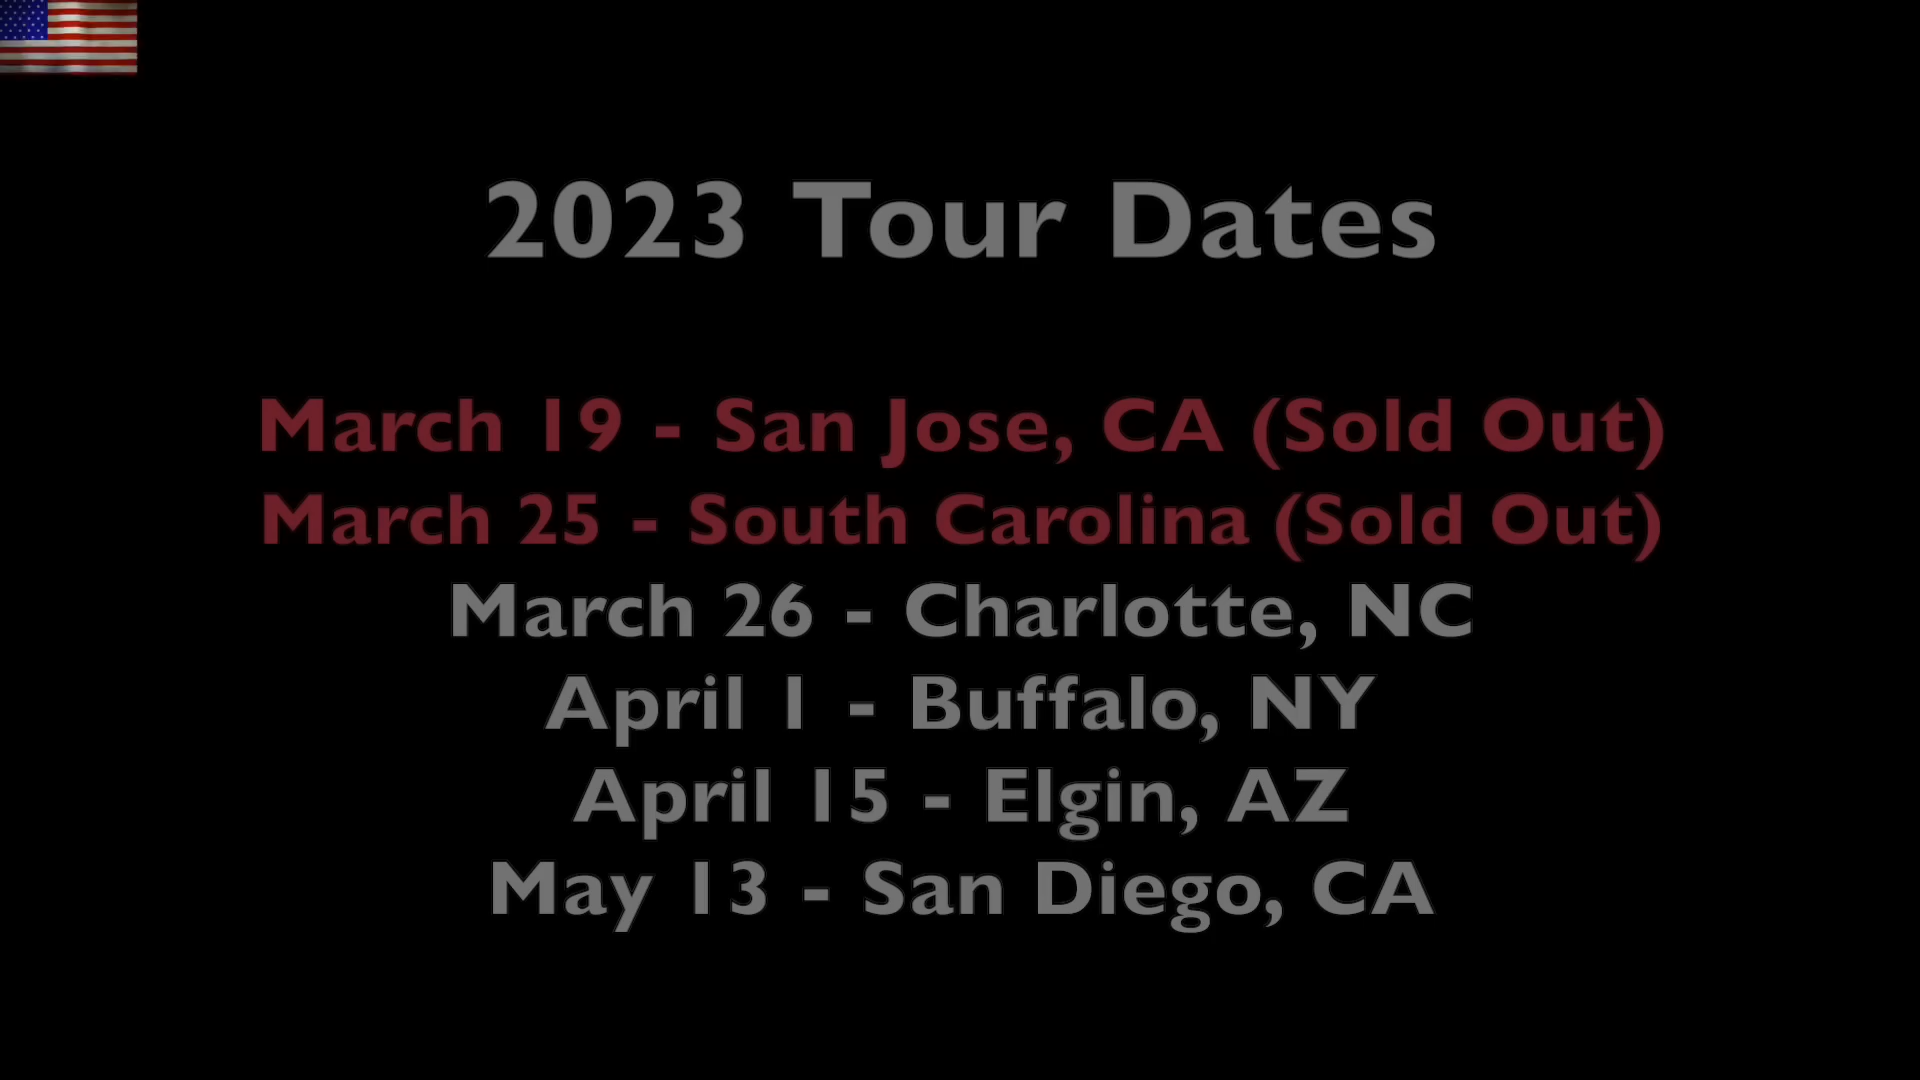 2023 Tour Dates
March 19 - San Jose, CA (Sold Out)
March 25 - South Carolina (Sold Out)
March 26 - Charlotte, NC
April 1 - Buffalo, NY
April 15 - Elgin, AZ
May 13 - San Diego, CA